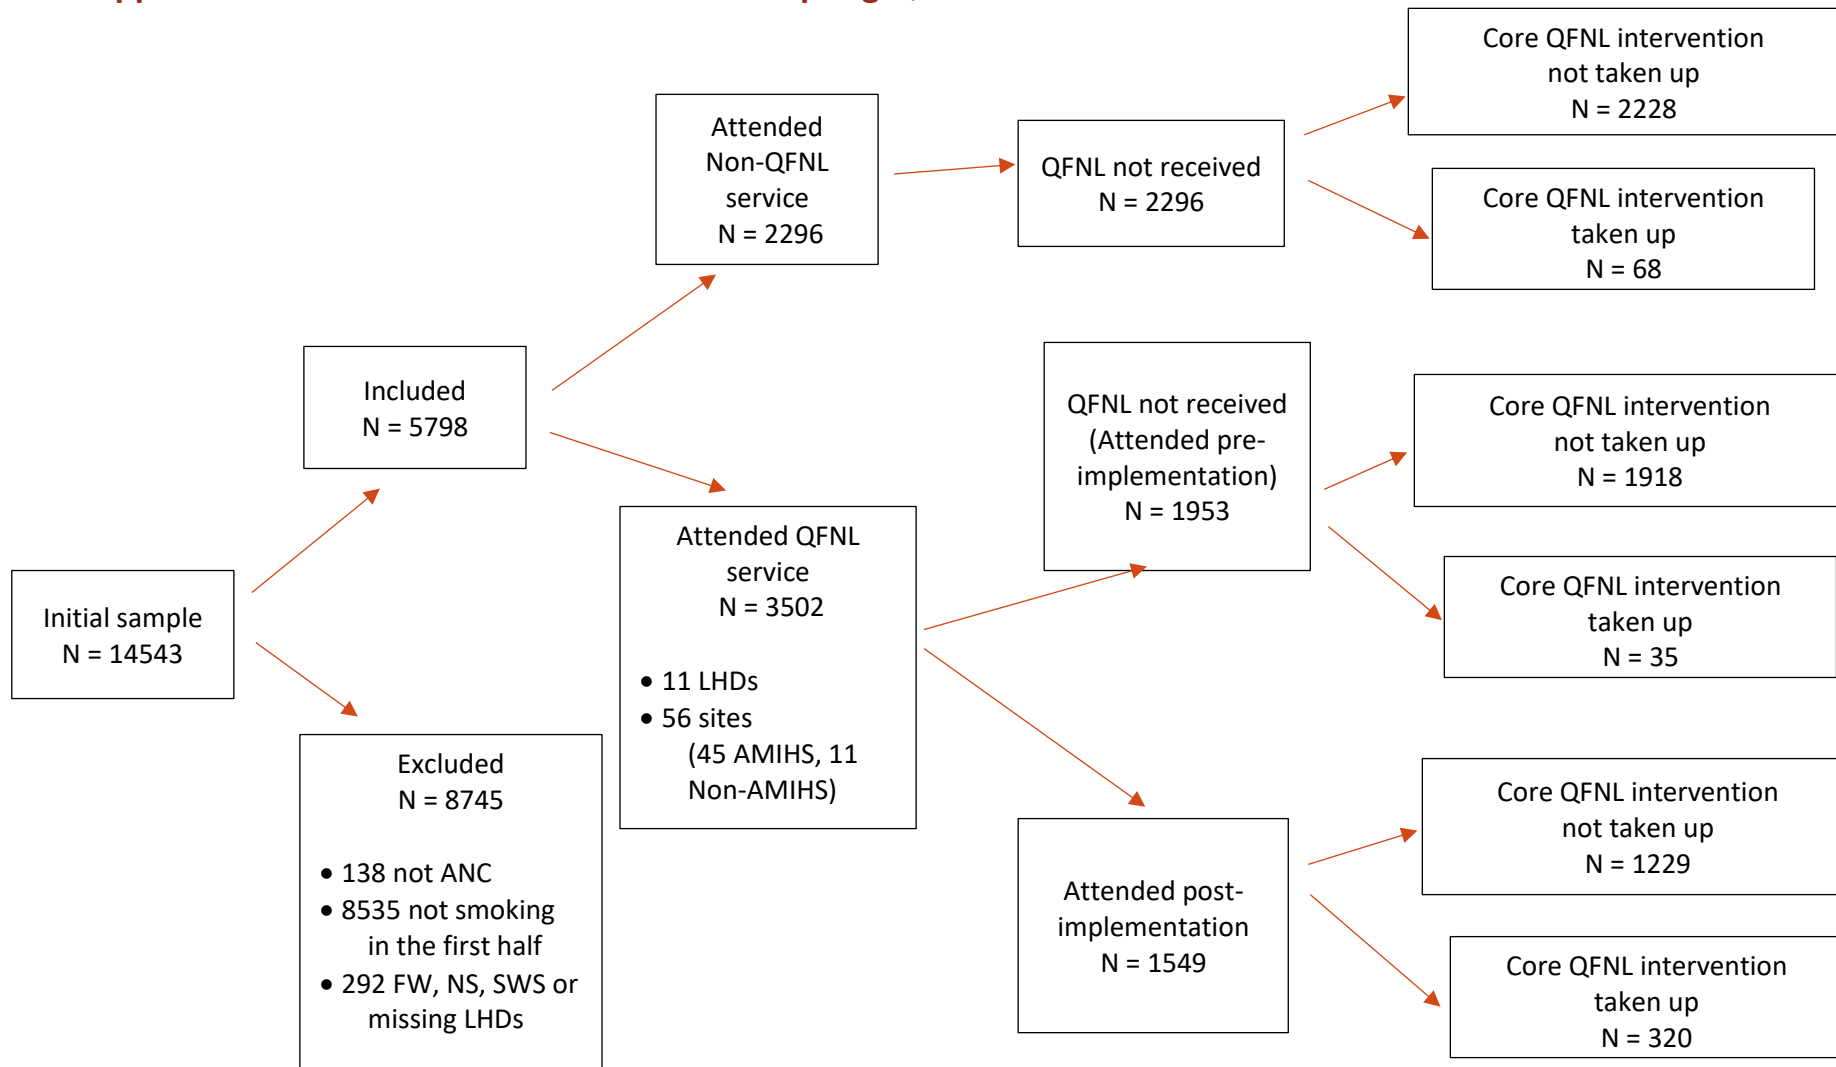 Initial sample
N = 14543
Included
N = 5798
Excluded
N = 8745
• 138 not ANC
• 8535 not smoking
in the first half
• 292 FW, NS, SWS or
missing LHDs
Attended
Non-QFNL
service
N = 2296
Attended QFNL
service
N = 3502
• 11 LHDs
• 56 sites
(45 AMIHS, 11
Non-AMIHS)
QFNL not received
N = 2296
QFNL not received
(Attended pre-
implementation)
N = 1953
Attended post-
implementation
N = 1549
Core QFNL intervention
not taken up
N = 2228
Core QFNL intervention
taken up
N = 68
Core QFNL intervention
not taken up
N = 1918
Core QFNL intervention
taken up
N = 35
Core QFNL intervention
not taken up
N = 1229
Core QFNL intervention
taken up
N = 320